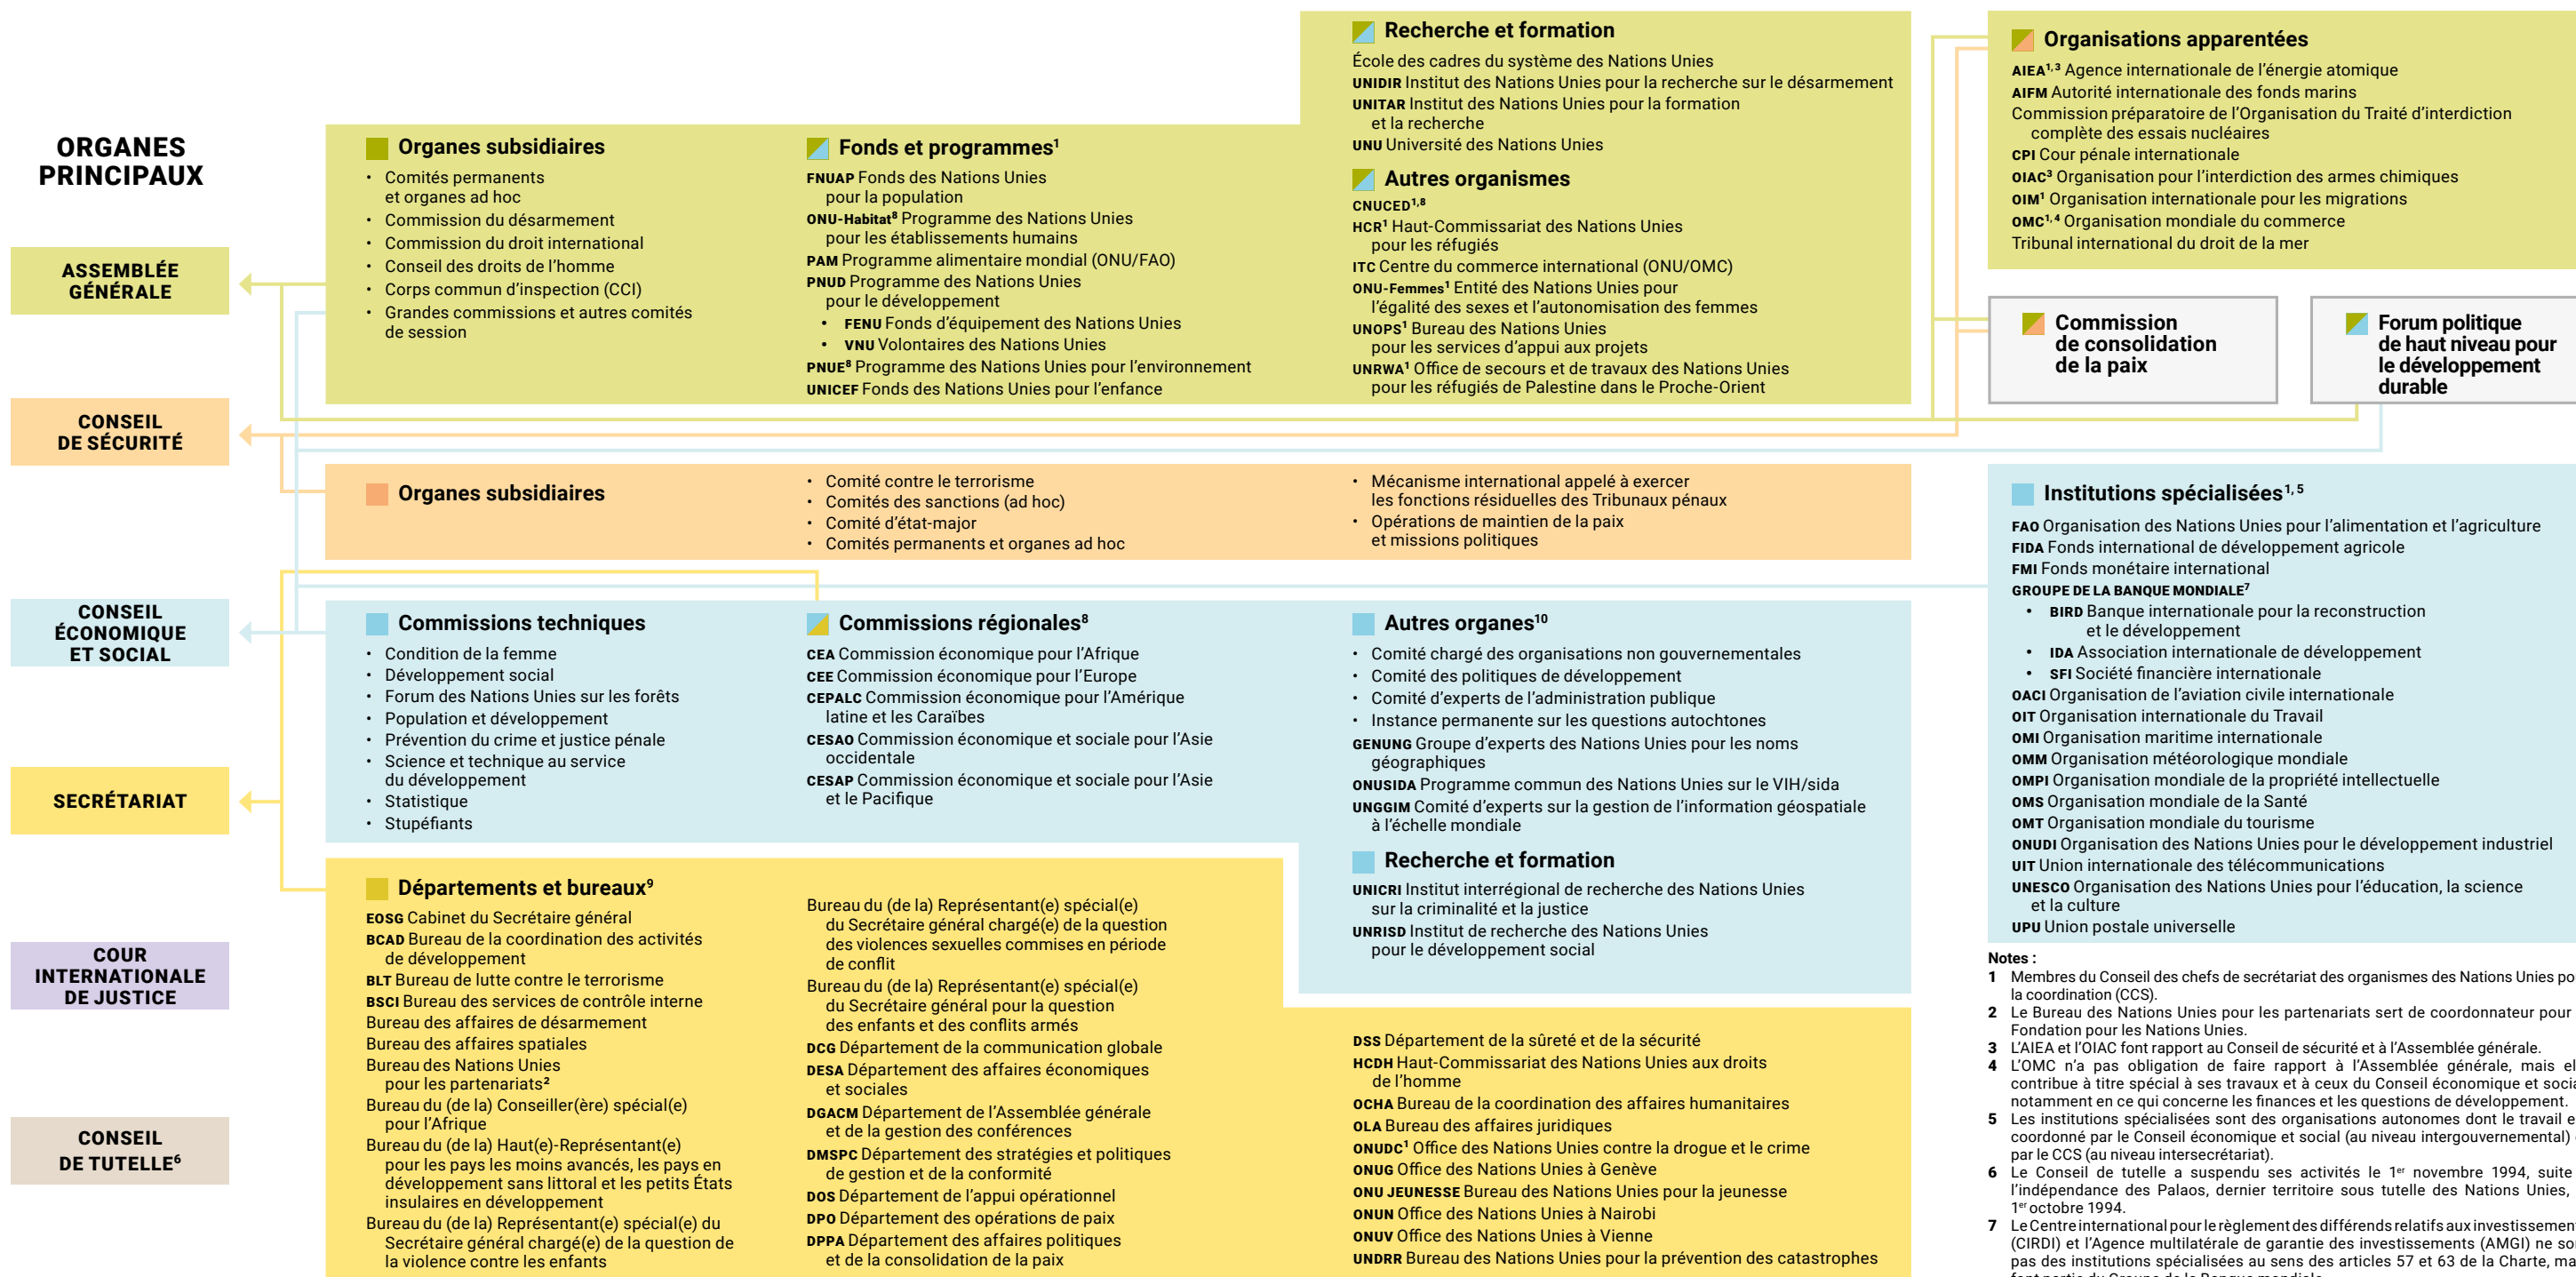 ORGANES
PRINCIPAUX
ASSEMBLÉE
GÉNÉRALE
CONSEIL
DE SÉCURITÉ
CONSEIL
ÉCONOMIQUE
ET SOCIAL
SECRÉTARIAT
COUR
INTERNATIONALE
DE JUSTICE
CONSEIL
DE TUTELLE⁶
Organes subsidiaires
• Comités permanents
et organes ad hoc
• Commission du désarmement
• Commission du droit international
• Conseil des droits de l'homme
• Corps commun d'inspection (CCI)
• Grandes commissions et autres comités
de session
Fonds et programmes¹
FNUAP Fonds des Nations Unies
pour la population
ONU-Habitat⁸ Programme des Nations Unies
pour les établissements humains
PAM Programme alimentaire mondial (ONU/FAO)
PNUD Programme des Nations Unies
pour le développement
• FENU Fonds d'équipement des Nations Unies
• VNU Volontaires des Nations Unies
PNUE⁸ Programme des Nations Unies pour l'environnement
UNICEF Fonds des Nations Unies pour l'enfance
Recherche et formation
École des cadres du système des Nations Unies
UNIDIR Institut des Nations Unies pour la recherche sur le désarmement
UNITAR Institut des Nations Unies pour la formation
et la recherche
UNU Université des Nations Unies
Autres organismes
CNUCED¹,⁸
HCR¹ Haut-Commissariat des Nations Unies
pour les réfugiés
ITC Centre du commerce international (ONU/OMC)
ONU-Femmes¹ Entité des Nations Unies pour
l'égalité des sexes et l'autonomisation des femmes
UNOPS¹ Bureau des Nations Unies
pour les services d'appui aux projets
UNRWA¹ Office de secours et de travaux des Nations Unies
pour les réfugiés de Palestine dans le Proche-Orient
Organisations apparentées
AIEA¹,³ Agence internationale de l'énergie atomique
AIFM Autorité internationale des fonds marins
Commission préparatoire de l'Organisation du Traité d'interdiction
complète des essais nucléaires
CPI Cour pénale internationale
OIAC³ Organisation pour l'interdiction des armes chimiques
OIM¹ Organisation internationale pour les migrations
OMC¹,⁴ Organisation mondiale du commerce
Tribunal international du droit de la mer
Commission
de consolidation
de la paix
Forum politique
de haut niveau pour
le développement
durable
Organes subsidiaires
• Comité contre le terrorisme
• Comités des sanctions (ad hoc)
• Comité d'état-major
• Comités permanents et organes ad hoc
• Mécanisme international appelé à exercer
les fonctions résiduelles des Tribunaux pénaux
• Opérations de maintien de la paix
et missions politiques
Commissions techniques
• Condition de la femme
• Développement social
• Forum des Nations Unies sur les forêts
• Population et développement
• Prévention du crime et justice pénale
• Science et technique au service
du développement
• Statistique
• Stupéfiants
Commissions régionales⁸
CEA Commission économique pour l'Afrique
CEE Commission économique pour l'Europe
CEPALC Commission économique pour l'Amérique
latine et les Caraïbes
CESAO Commission économique et sociale pour l'Asie
occidentale
CESAP Commission économique et sociale pour l'Asie
et le Pacifique
Autres organes¹⁰
• Comité chargé des organisations non gouvernementales
• Comité des politiques de développement
• Comité d'experts de l'administration publique
• Instance permanente sur les questions autochtones
GENUNG Groupe d'experts des Nations Unies pour les noms
géographiques
ONUSIDA Programme commun des Nations Unies sur le VIH/sida
UNGGIM Comité d'experts sur la gestion de l'information géospatiale
à l'échelle mondiale
Recherche et formation
UNICRI Institut interrégional de recherche des Nations Unies
sur la criminalité et la justice
UNRISD Institut de recherche des Nations Unies
pour le développement social
Institutions spécialisées¹,⁵
FAO Organisation des Nations Unies pour l'alimentation et l'agriculture
FIDA Fonds international de développement agricole
FMI Fonds monétaire international
GROUPE DE LA BANQUE MONDIALE⁷
• BIRD Banque internationale pour la reconstruction
et le développement
• IDA Association internationale de développement
• SFI Société financière internationale
OACI Organisation de l'aviation civile internationale
OIT Organisation internationale du Travail
OMI Organisation maritime internationale
OMM Organisation météorologique mondiale
OMPI Organisation mondiale de la propriété intellectuelle
OMS Organisation mondiale de la Santé
OMT Organisation mondiale du tourisme
ONUDI Organisation des Nations Unies pour le développement industriel
UIT Union internationale des télécommunications
UNESCO Organisation des Nations Unies pour l'éducation, la science
et la culture
UPU Union postale universelle
Départements et bureaux⁹
EOSG Cabinet du Secrétaire général
BCAD Bureau de la coordination des activités
de développement
BLT Bureau de lutte contre le terrorisme
BSCI Bureau des services de contrôle interne
Bureau des affaires de désarmement
Bureau des affaires spatiales
Bureau des Nations Unies
pour les partenariats²
Bureau du (de la) Conseiller(ère) spécial(e)
pour l'Afrique
Bureau du (de la) Haut(e)-Représentant(e)
pour les pays les moins avancés, les pays en
développement sans littoral et les petits États
insulaires en développement
Bureau du (de la) Représentant(e) spécial(e) du
Secrétaire général chargé(e) de la question de
la violence contre les enfants
Bureau du (de la) Représentant(e) spécial(e)
du Secrétaire général chargé(e) de la question
des violences sexuelles commises en période
de conflit
Bureau du (de la) Représentant(e) spécial(e)
du Secrétaire général pour la question
des enfants et des conflits armés
DCG Département de la communication globale
DESA Département des affaires économiques
et sociales
DGACM Département de l'Assemblée générale
et de la gestion des conférences
DMSPC Département des stratégies et politiques
de gestion et de la conformité
DOS Département de l'appui opérationnel
DPO Département des opérations de paix
DPPA Département des affaires politiques
et de la consolidation de la paix
DSS Département de la sûreté et de la sécurité
HCDH Haut-Commissariat des Nations Unies aux droits
de l'homme
OCHA Bureau de la coordination des affaires humanitaires
OLA Bureau des affaires juridiques
ONUDC¹ Office des Nations Unies contre la drogue et le crime
ONUG Office des Nations Unies à Genève
ONU JEUNESSE Bureau des Nations Unies pour la jeunesse
ONUN Office des Nations Unies à Nairobi
ONUV Office des Nations Unies à Vienne
UNDRR Bureau des Nations Unies pour la prévention des catastrophes
Notes :
1 Membres du Conseil des chefs de secrétariat des organismes des Nations Unies
la coordination (CCS).
2 Le Bureau des Nations Unies pour les partenariats sert de coordonnateur pour
Fondation pour les Nations Unies.
3 L'AIEA et l'OIAC font rapport au Conseil de sécurité et à l'Assemblée générale.
4 L'OMC n'a pas obligation de faire rapport à l'Assemblée générale, mais
contribue à titre spécial à ses travaux et à ceux du Conseil économique et
notamment en ce qui concerne les finances et les questions de développement.
5 Les institutions spécialisées sont des organisations autonomes dont le travail
coordonné par le Conseil économique et social (au niveau intergouvernemental)
par le CCS (au niveau intersecrétariat).
6 Le Conseil de tutelle a suspendu ses activités le 1er novembre 1994, suite
l'indépendance des Palaos, dernier territoire sous tutelle des Nations Unies,
1er octobre 1994.
7 Le Centre international pour le règlement des différends relatifs aux
(CIRDI) et l'Agence multilatérale de garantie des investissements (AMGI) ne
pas des institutions spécialisées au sens des articles 57 et 63 de la Charte,